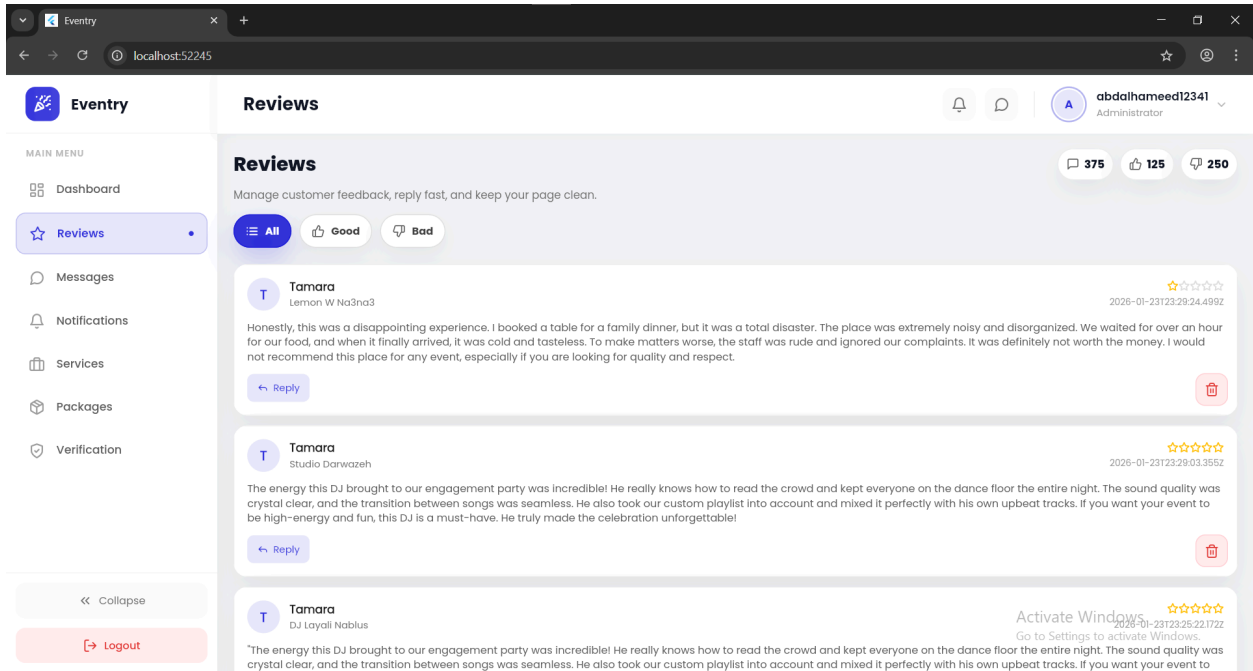 Eventry
localhost:52245
Eventry
Reviews
A
abdalhameed12341
Administrator
MAIN MENU
Dashboard
Reviews
Messages
Notifications
Services
Packages
Verification
Collapse
Logout
Reviews
375
125
250
Manage customer feedback, reply fast, and keep your page clean.
All
Good
Bad
T
Tamara
Lemon W Na3na3
2026-01-23T23:29:24.499Z
Honestly, this was a disappointing experience. I booked a table for a family dinner, but it was a total disaster. The place was extremely noisy and disorganized. We waited for over an hour
for our food, and when it finally arrived, it was cold and tasteless. To make matters worse, the staff was rude and ignored our complaints. It was definitely not worth the money. I would
not recommend this place for any event, especially if you are looking for quality and respect.
Reply
T
Tamara
Studio Darwazeh
2026-01-23T23:29:03.355Z
The energy this DJ brought to our engagement party was incredible! He really knows how to read the crowd and kept everyone on the dance floor the entire night. The sound quality was
crystal clear, and the transition between songs was seamless. He also took our custom playlist into account and mixed it perfectly with his own upbeat tracks. If you want your event to
be high-energy and fun, this DJ is a must-have. He truly made the celebration unforgettable!
Reply
T
Tamara
DJ Layali Nablus
2026-01-23T23:25:22.172Z
Activate Windows
Go to Settings to activate Windows.
"The energy this DJ brought to our engagement party was incredible! He really knows how to read the crowd and kept everyone on the dance floor the entire night. The sound quality was
crystal clear, and the transition between songs was seamless. He also took our custom playlist into account and mixed it perfectly with his own upbeat tracks. If you want your event to